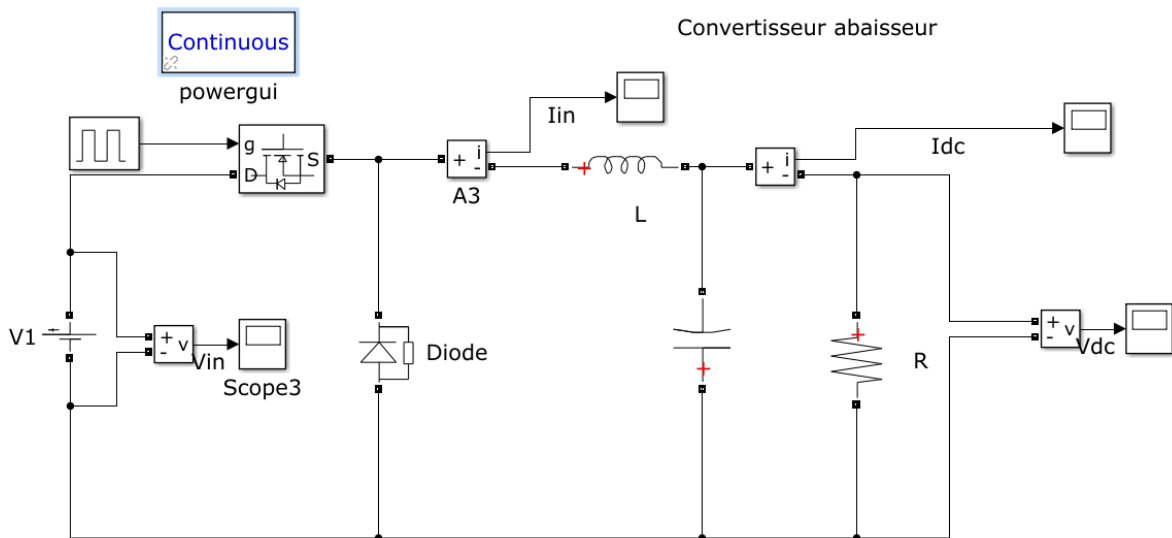 Convertisseur abaisseur
Continuous
powergui
g
D
S
Iin
+
i
-
A3
L
+
i
-
Idc
V1
+
-
v
Vin
Scope3
Diode
R
+
-
v
Vdc